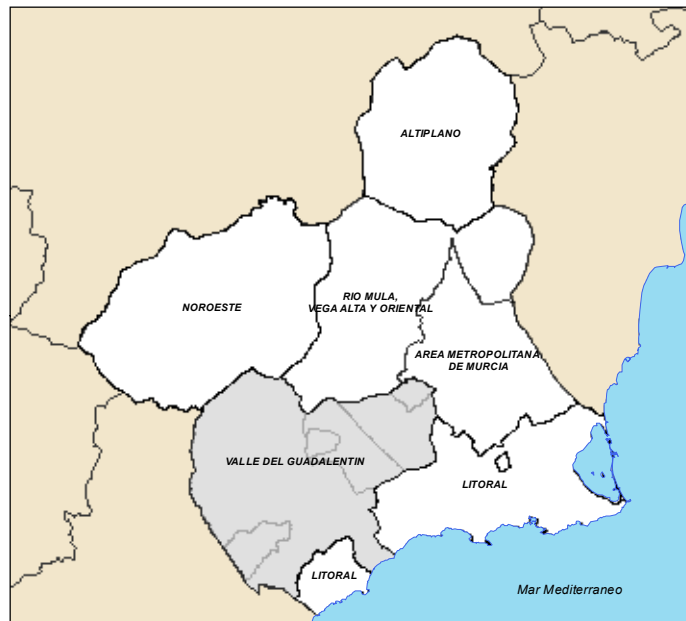 ALTIPLANO
NOROESTE
RIO MULA,
VEGA ALTA Y ORIENTAL
AREA METROPOLITANA
DE MURCIA
VALLE DEL GUADALENTIN
LITORAL
LITORAL
Mar Mediterraneo